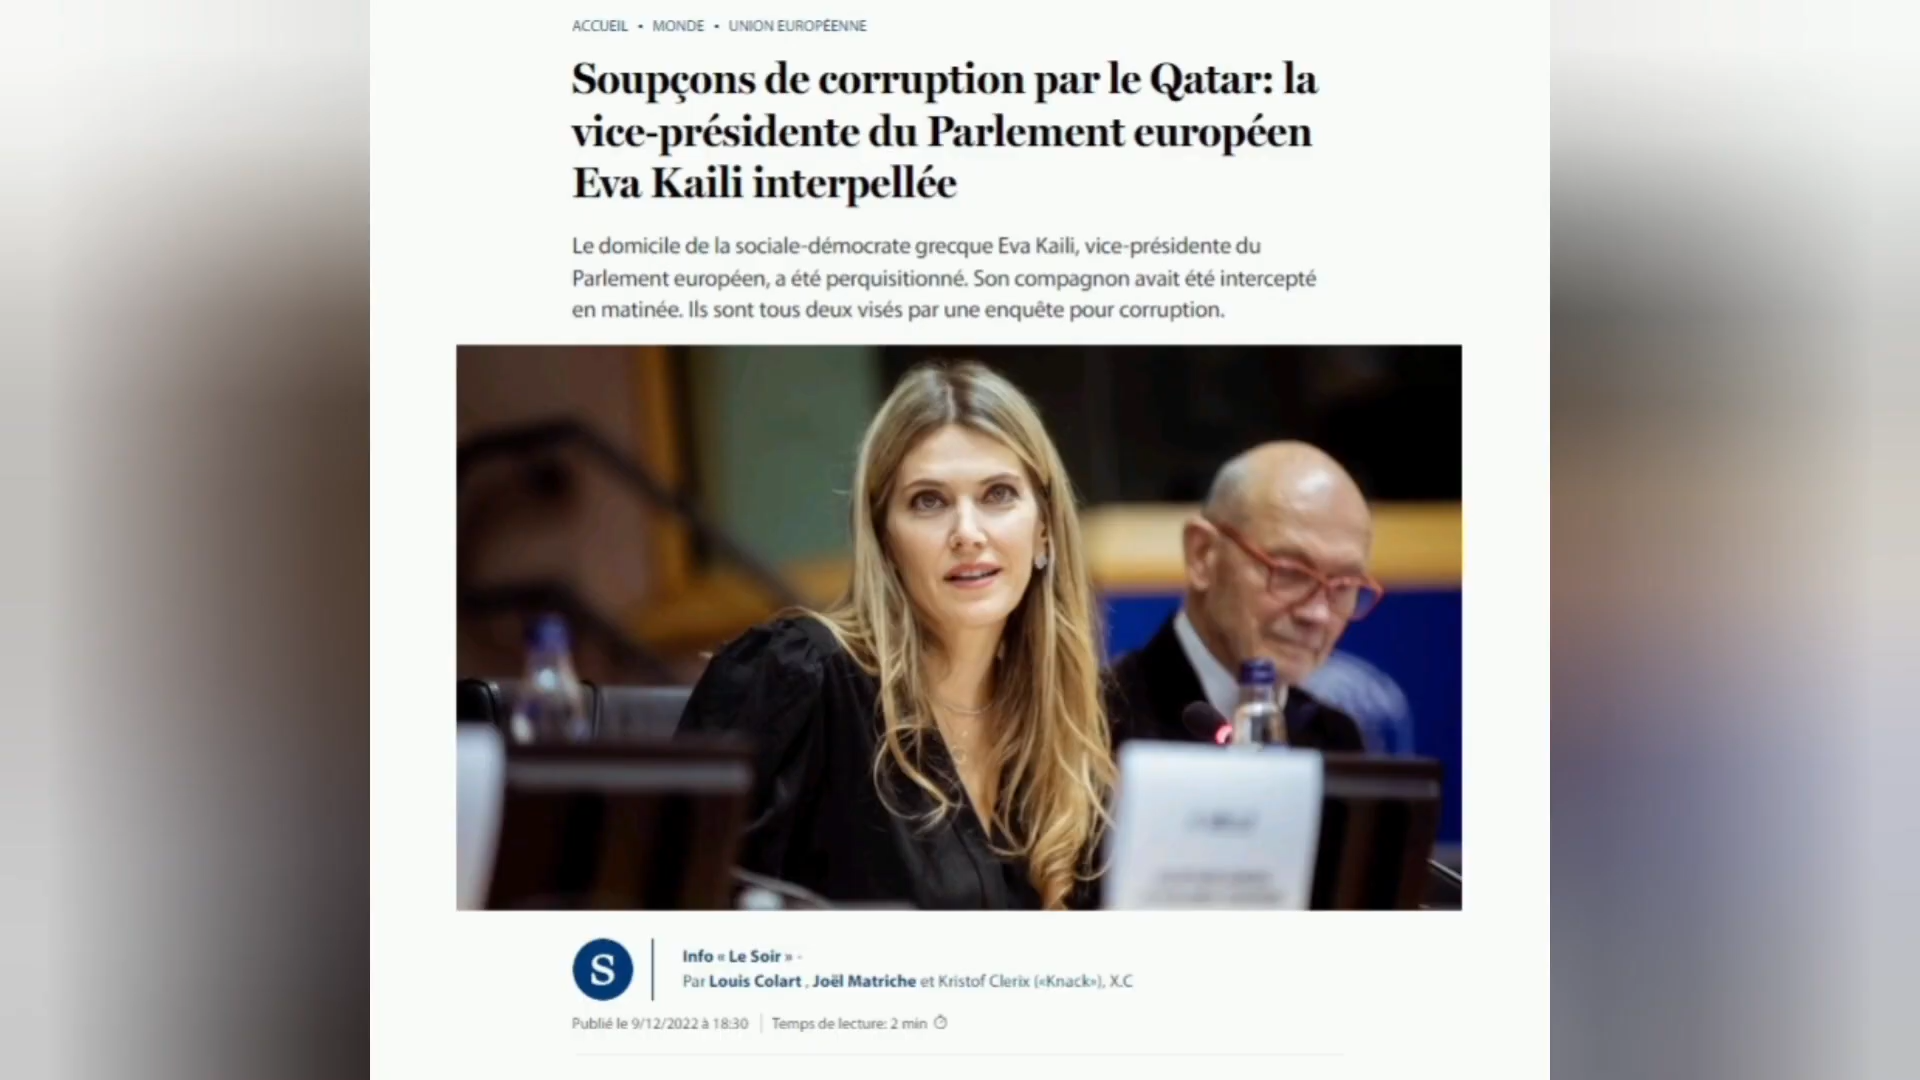 ACCUEIL • MONDE • UNION EUROPÉENNE
Soupçons de corruption par le Qatar: la
vice-présidente du Parlement européen
Eva Kaili interpellée
Le domicile de la sociale-démocrate grecque Eva Kaili, vice-présidente du
Parlement européen, a été perquisitionné. Son compagnon avait été intercepté
en matinée. Ils sont tous deux visés par une enquête pour corruption.
S
Info « Le Soir » -
Par Louis Colart , Joël Matriche et Kristof Clerix («Knack»), X.C
Publié le 9/12/2022 à 18:30 Temps de lecture: 2 min